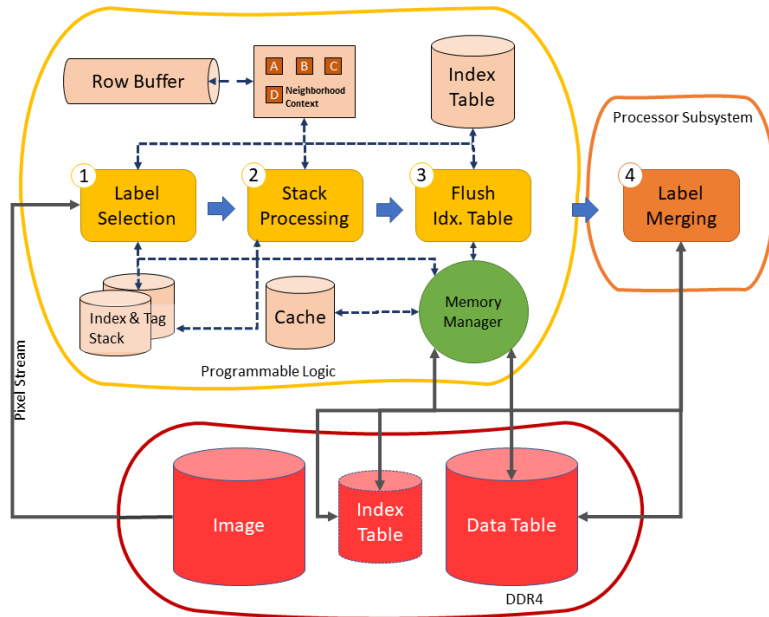 Row Buffer
A B C
D Neighborhood
Context
Index
Table
Processor Subsystem
1
Label
Selection
2
Stack
Processing
3
Flush
Idx. Table
4
Label
Merging
Index & Tag
Stack
Cache
Memory
Manager
Programmable Logic
Pixel Stream
Image
Index
Table
Data Table
DDR4